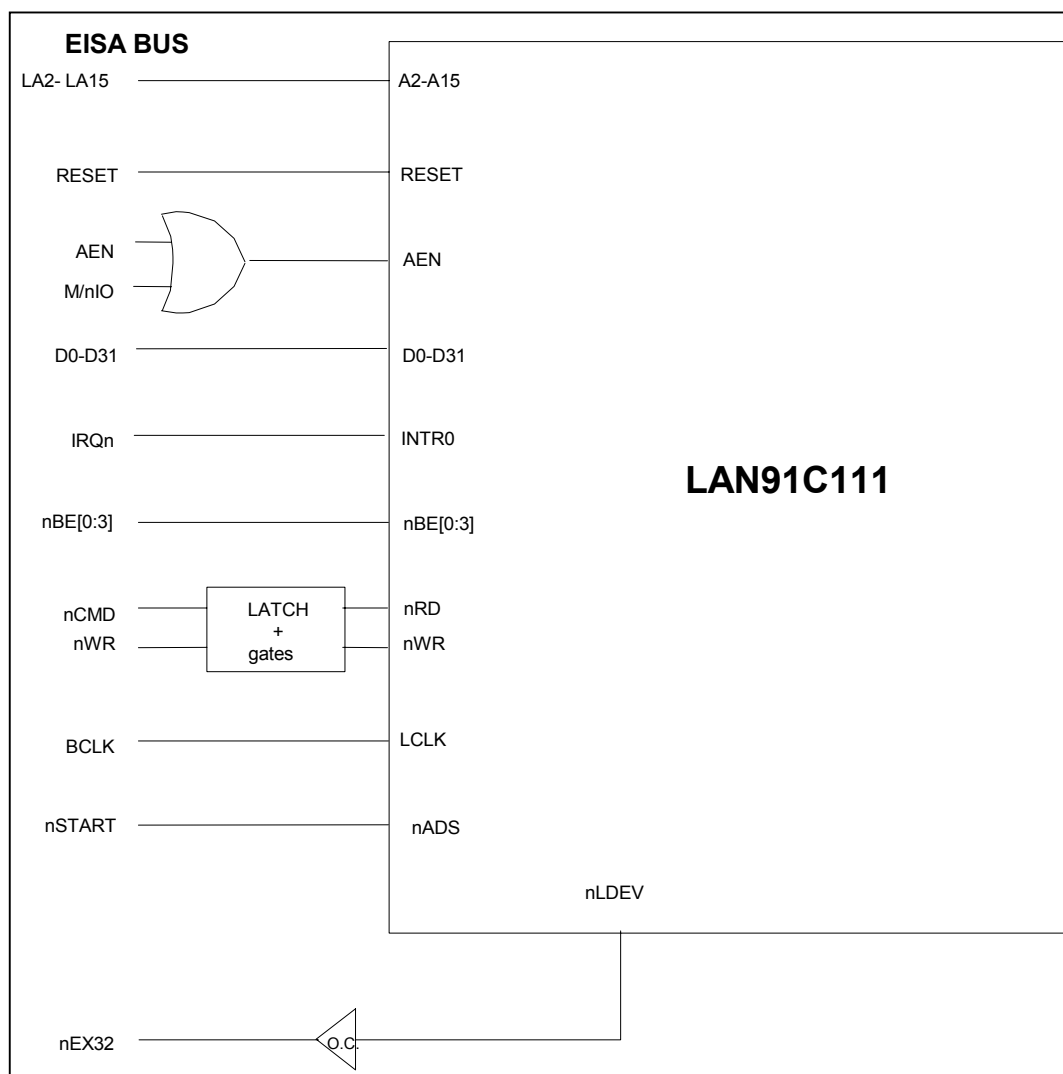 EISA BUS
LA2- LA15
A2-A15
RESET
RESET
AEN
AEN
M/nIO
D0-D31
D0-D31
IRQn
INTR0
LAN91C111
nBE[0:3]
nBE[0:3]
nCMD
LATCH
nRD
+
nWR
gates
nWR
BCLK
LCLK
nSTART
nADS
nLDEV
nEX32
O.C.